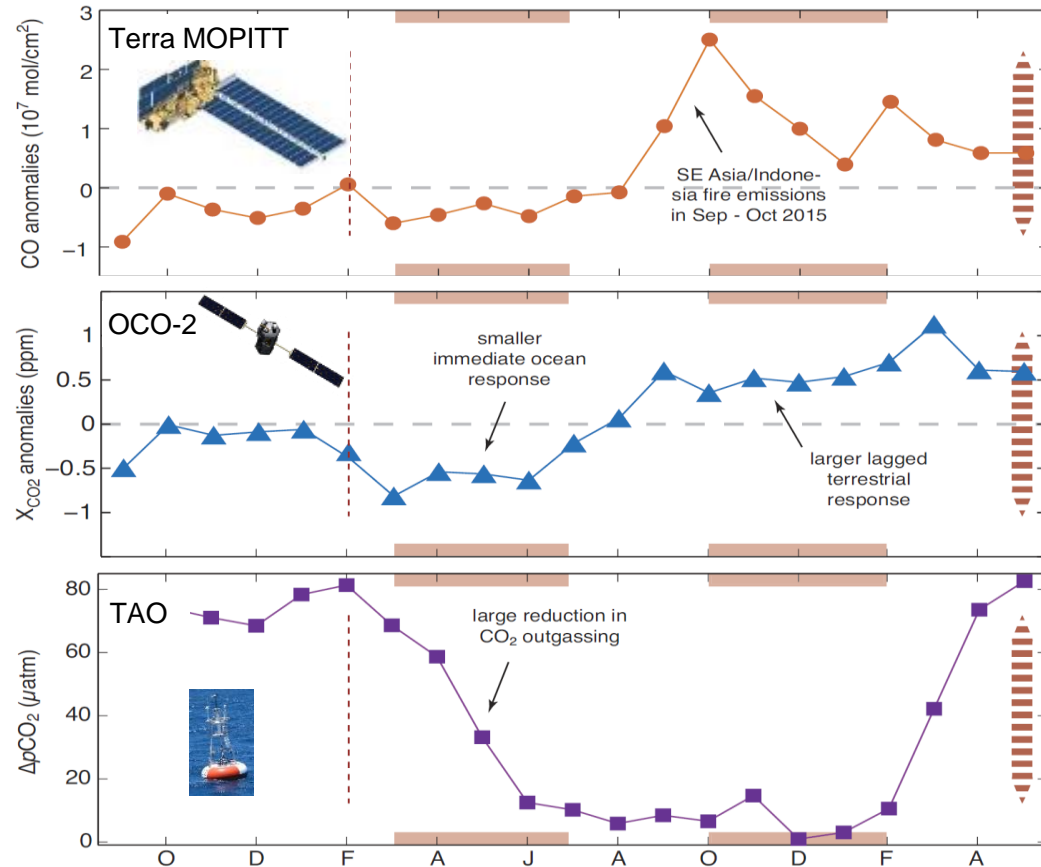 Terra MOPITT
CO anomalies (10⁷ mol/cm²)
3
2
1
0
−1
SE Asia/Indone-
sia fire emissions
in Sep - Oct 2015
OCO-2
X_CO2 anomalies (ppm)
1
0.5
0
−0.5
−1
smaller
immediate ocean
response
larger lagged
terrestrial
response
TAO
ΔpCO₂ (μatm)
80
60
40
20
0
large reduction in
CO₂ outgassing
O D F A J A O D F A